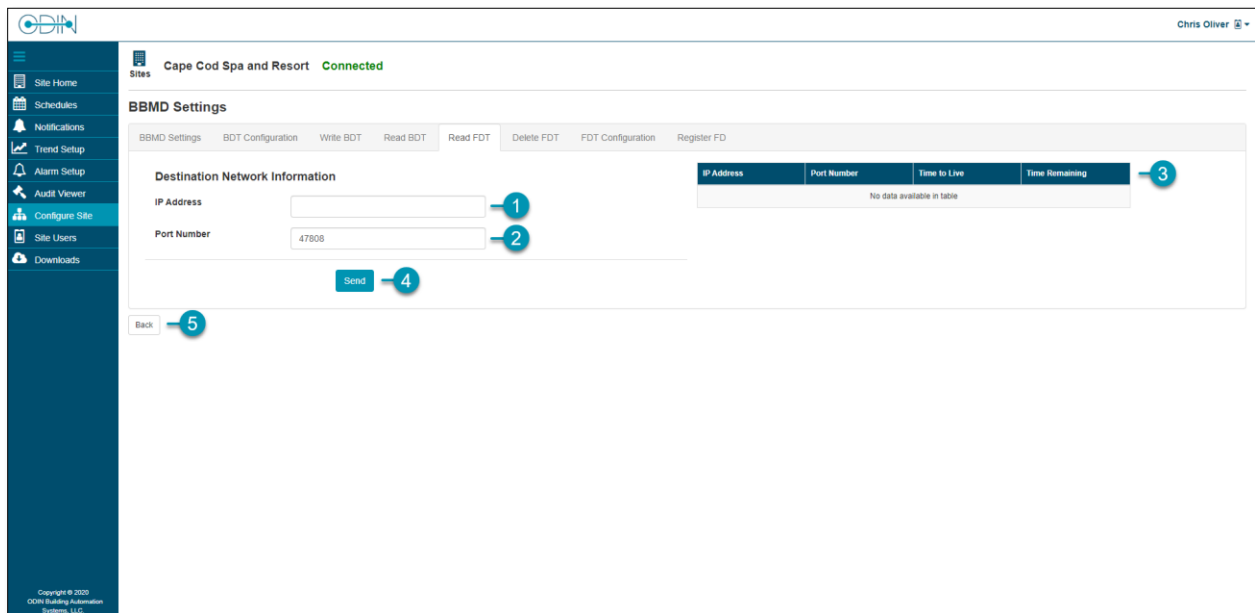 ODIN
Chris Oliver
Sites
Cape Cod Spa and Resort Connected
Site Home
Schedules
Notifications
Trend Setup
Alarm Setup
Audit Viewer
Configure Site
Site Users
Downloads
BBMD Settings
BBMD Settings BDT Configuration Write BDT Read BDT Read FDT Delete FDT FDT Configuration Register FD
Destination Network Information
IP Address
1
Port Number
47808
2
Send
4
IP Address Port Number Time to Live Time Remaining
3
No data available in table
Back
5
Copyright © 2020
ODIN Building Automation
Systems, LLC.